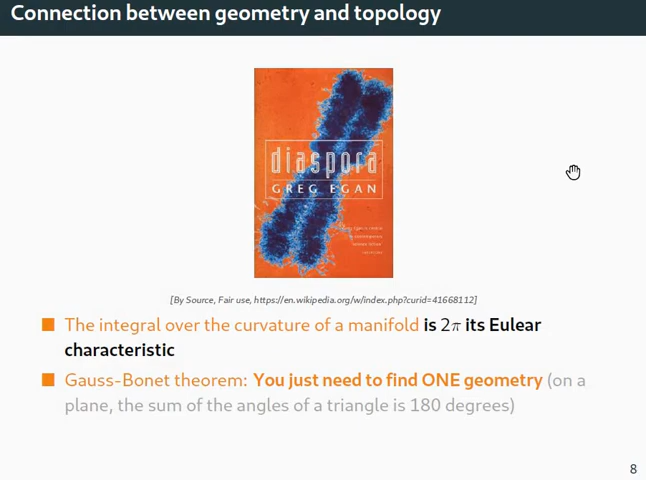 Connection between geometry and topology
diaspora
GREG EGAN
[By Source, Fair use, https://en.wikipedia.org/w/index.php?curid=41668112]
The integral over the curvature of a manifold is 2π its Eulear
characteristic
Gauss-Bonet theorem: You just need to find ONE geometry (on a
plane, the sum of the angles of a triangle is 180 degrees)
8